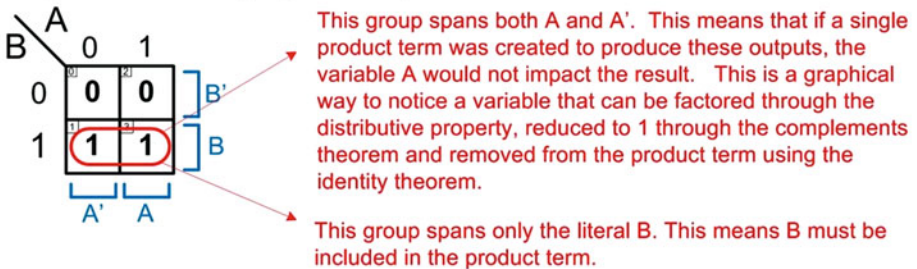 A
B
0 1
0 0 2 0 0 B'
1 1 3 1 1 B
A' A
This group spans both A and A’. This means that if a single
product term was created to produce these outputs, the
variable A would not impact the result. This is a graphical
way to notice a variable that can be factored through the
distributive property, reduced to 1 through the complements
theorem and removed from the product term using the
identity theorem.
This group spans only the literal B. This means B must be
included in the product term.